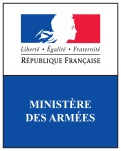 Liberté • Égalité • Fraternité
RÉPUBLIQUE FRANÇAISE
MINISTÈRE
DES ARMÉES